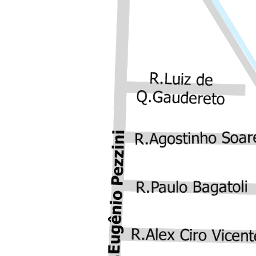 R.Luiz de
Q.Gaudereto
R.Agostinho Soare
R.Paulo Bagatoli
R.Alex Ciro Vicente
Eugênio Pezzini